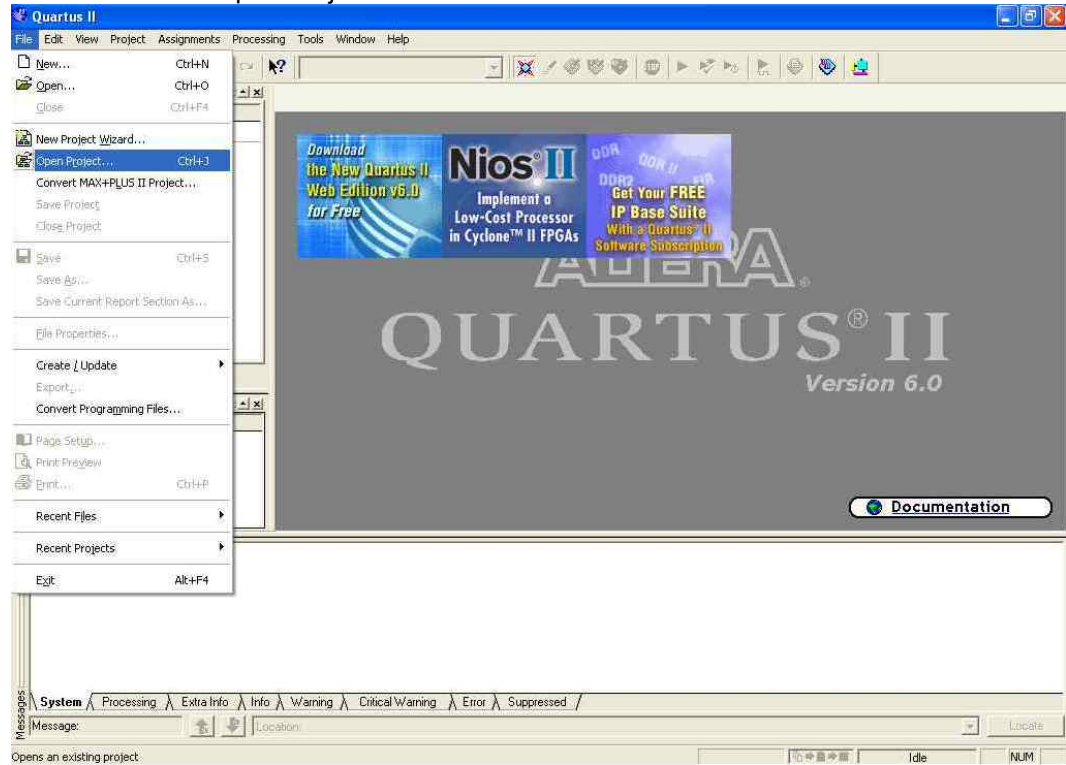 Quartus II
File Edit View Project Assignments Processing Tools Window Help
New... Ctrl+N
Open... Ctrl+O
Close Ctrl+F4
New Project Wizard...
Open Project... Ctrl+J
Convert MAX+PLUS II Project...
Save Project
Close Project
Save Ctrl+S
Save As...
Save Current Report Section As...
File Properties...
Create / Update
Export...
Convert Programming Files...
Page Setup...
Print Preview
Print... Ctrl+P
Recent Files
Recent Projects
Exit Alt+F4
Download
the New Quartus II
Web Edition v6.0
for Free
Nios® II
Implement a
Low-Cost Processor
in Cyclone™ II FPGAs
DDR
DDR II
DDR2
FIR
Get Your FREE
IP Base Suite
With a Quartus® II
Software Subscription
ALTERA®
QUARTUS® II
Version 6.0
Documentation
Messages:
System Processing Extra Info Info Warning Critical Warning Error Suppressed
Message: Location: Locate
Opens an existing project Idle NUM